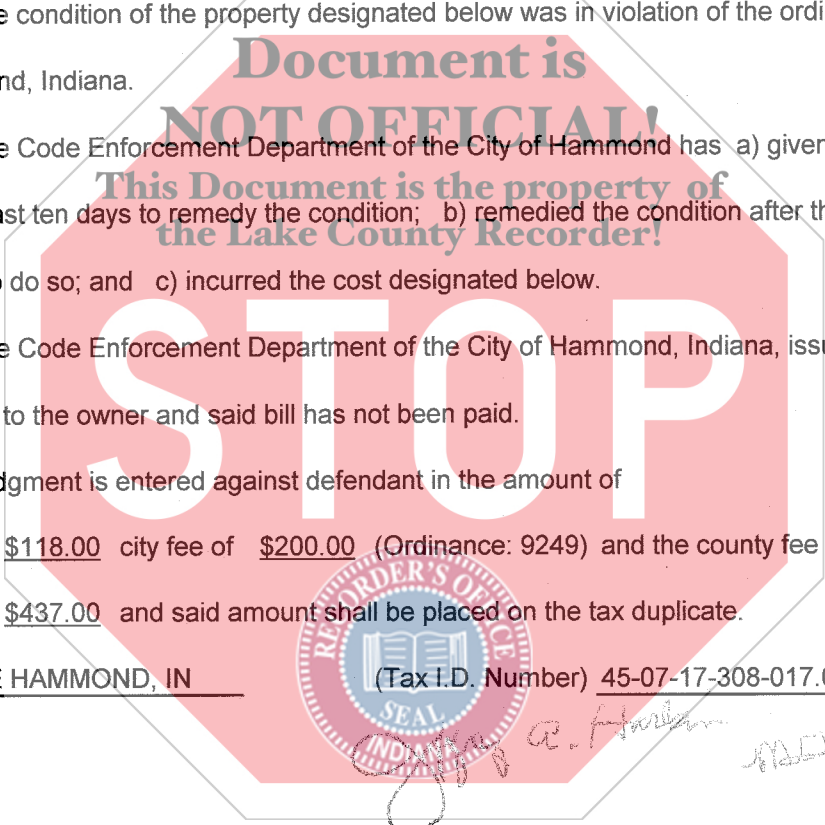 e condition of the property designated below was in violation of the ordi
Document is
nd, Indiana.
NOT OFFICIAL!
e Code Enforcement Department of the City of Hammond has a) given
This Document is the property of
ast ten days to remedy the condition; b) remedied the condition after th
the Lake County Recorder!
o do so; and c) incurred the cost designated below.
STOP
e Code Enforcement Department of the City of Hammond, Indiana, issu
to the owner and said bill has not been paid.
dgment is entered against defendant in the amount of
$118.00 city fee of $200.00 (Ordinance: 9249) and the county fee
$437.00 and said amount shall be placed on the tax duplicate.
RECORDER'S OFFICE
SEAL
INDIANA
E HAMMOND, IN (Tax I.D. Number) 45-07-17-308-017.0